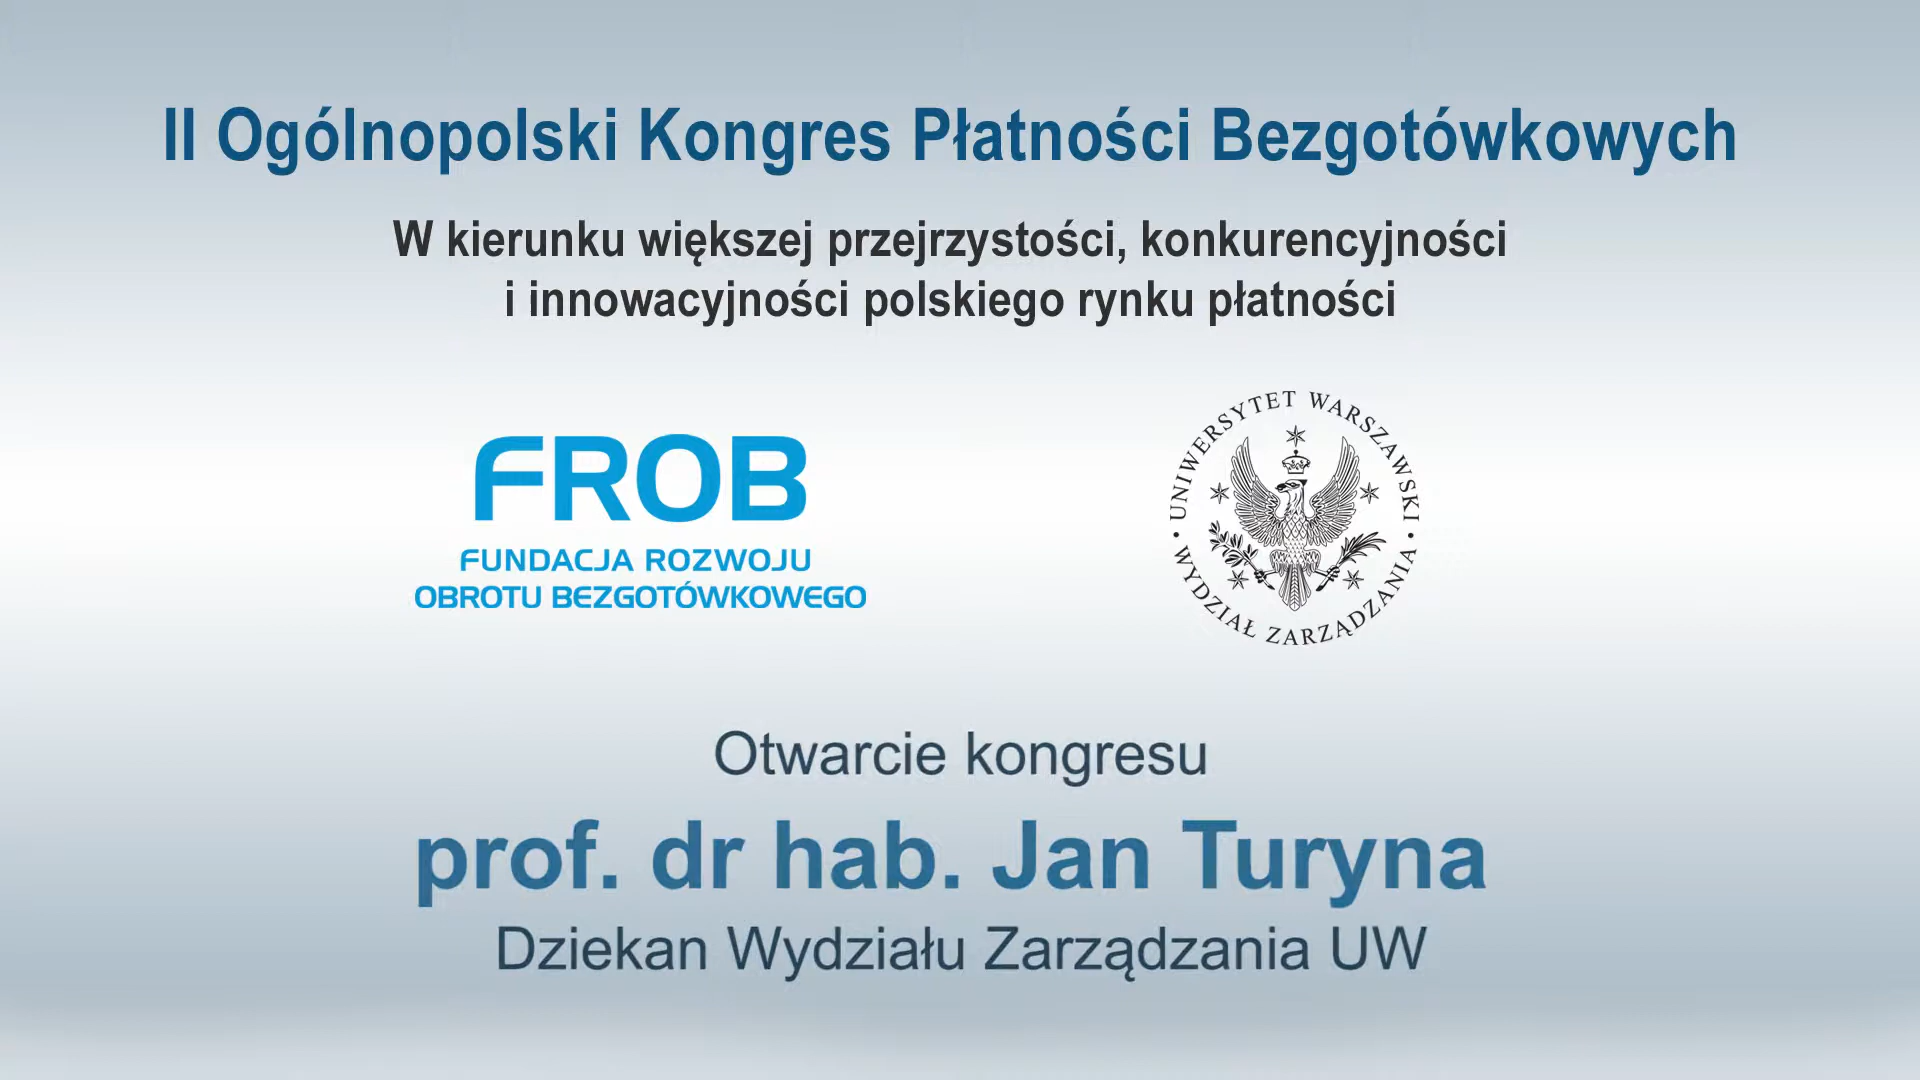 II Ogólnopolski Kongres Płatności Bezgotówkowych
W kierunku większej przejrzystości, konkurencyjności
i innowacyjności polskiego rynku płatności
FROB
FUNDACJA ROZWOJU
OBROTU BEZGOTÓWKOWEGO
• UNIWERSYTET WARSZAWSKI •
WYDZIAŁ ZARZĄDZANIA
Otwarcie kongresu
prof. dr hab. Jan Turyna
Dziekan Wydziału Zarządzania UW